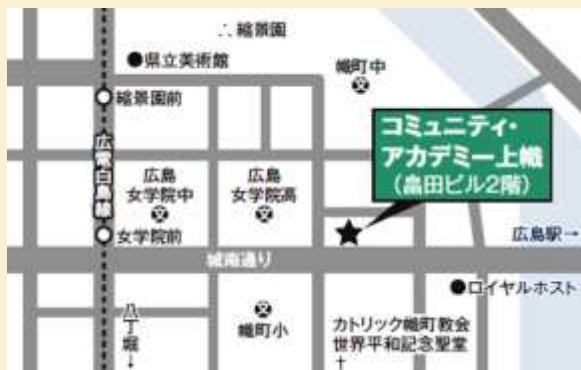 ∴縮景園
●県立美術館
幟町中
縮景園前
コミュニティ・
アカデミー上幟
（畠田ビル2階）
広電白島線
広島
女学院中
広島
女学院高
女学院前
広島駅→
城南通り
●ロイヤルホスト
八丁堀
↓
幟町小
カトリック幟町教会
世界平和記念聖堂